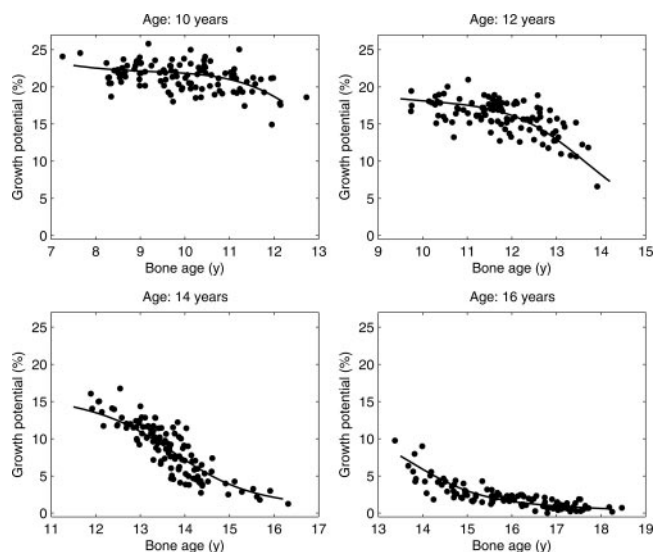 Age: 10 years
Growth potential (%)
25
20
15
10
5
0
7 8 9 10 11 12 13
Bone age (y)
Age: 12 years
Growth potential (%)
25
20
15
10
5
0
9 10 11 12 13 14 15
Bone age (y)
Age: 14 years
Growth potential (%)
25
20
15
10
5
0
11 12 13 14 15 16 17
Bone age (y)
Age: 16 years
Growth potential (%)
25
20
15
10
5
0
13 14 15 16 17 18 19
Bone age (y)